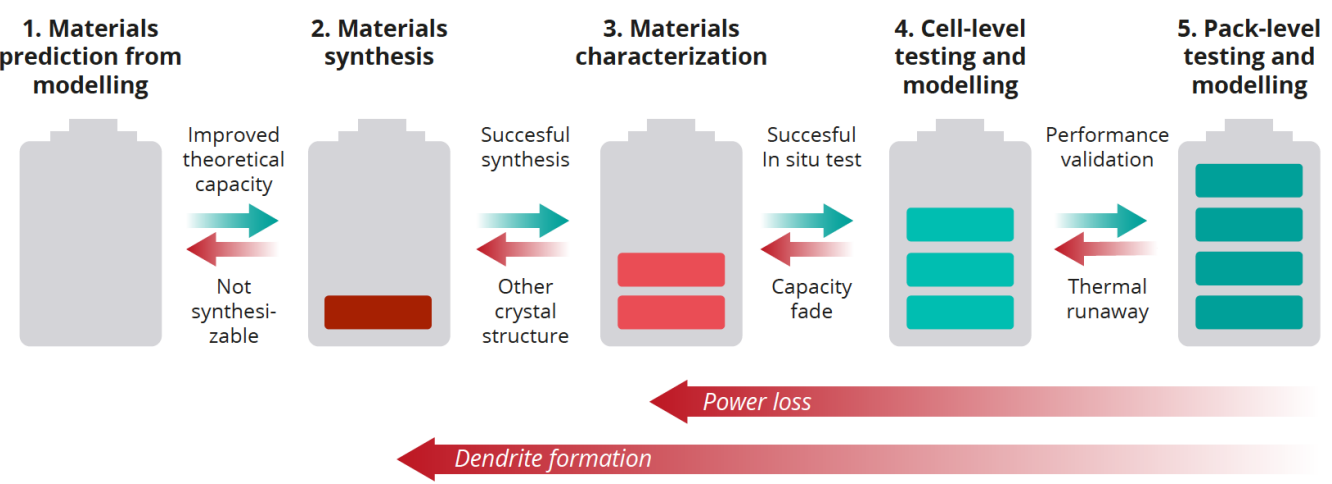 1. Materials
prediction from
modelling
2. Materials
synthesis
3. Materials
characterization
4. Cell-level
testing and
modelling
5. Pack-level
testing and
modelling
Improved
theoretical
capacity
Not
synthesi-
zable
Succesful
synthesis
Other
crystal
structure
Succesful
In situ test
Capacity
fade
Performance
validation
Thermal
runaway
Power loss
Dendrite formation